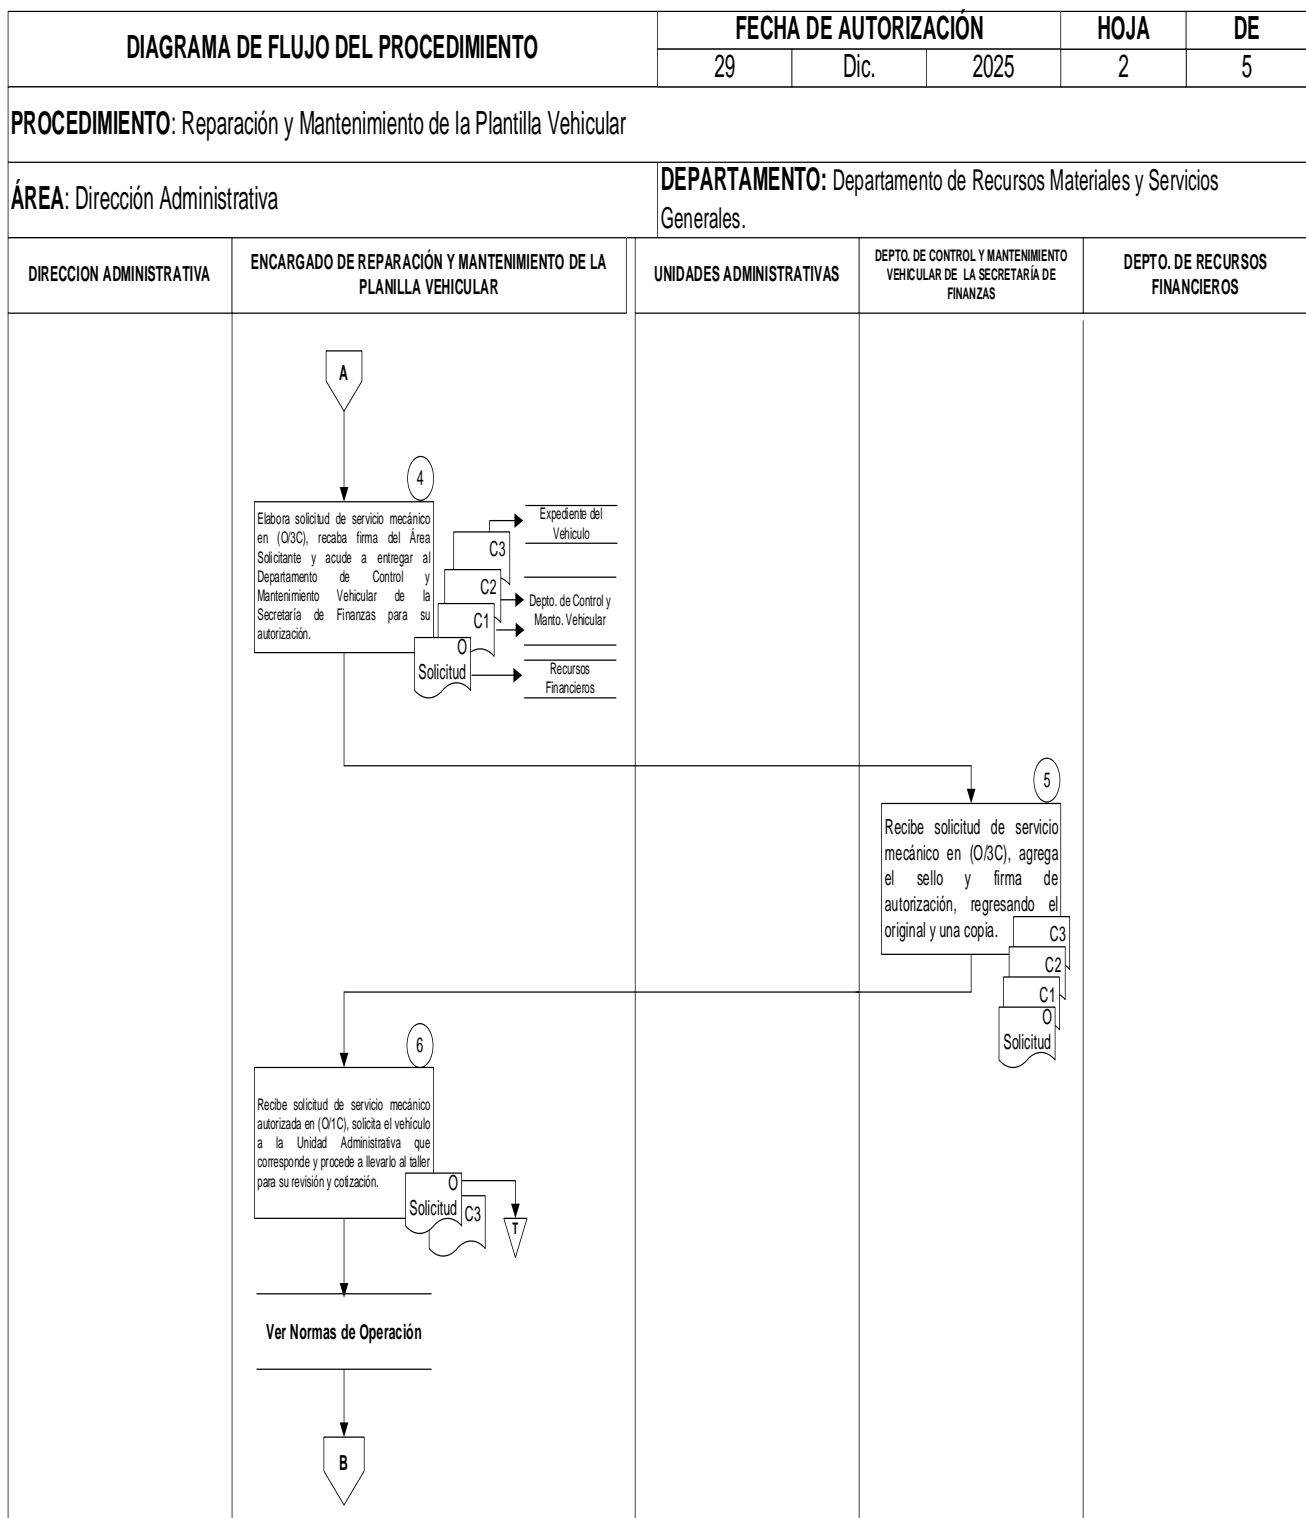 DIAGRAMA DE FLUJO DEL PROCEDIMIENTO
FECHA DE AUTORIZACIÓN
HOJA
DE
29
Dic.
2025
2
5
PROCEDIMIENTO: Reparación y Mantenimiento de la Plantilla Vehicular
ÁREA: Dirección Administrativa
DEPARTAMENTO: Departamento de Recursos Materiales y Servicios
Generales.
DIRECCION ADMINISTRATIVA
ENCARGADO DE REPARACIÓN Y MANTENIMIENTO DE LA
PLANILLA VEHICULAR
UNIDADES ADMINISTRATIVAS
DEPTO. DE CONTROL Y MANTENIMIENTO
VEHICULAR DE LA SECRETARÍA DE
FINANZAS
DEPTO. DE RECURSOS
FINANCIEROS
A
4
Elabora solicitud de servicio mecánico
en (O/3C), recaba firma del Área
Solicitante y acude a entregar al
Departamento de Control y
Mantenimiento Vehicular de la
Secretaría de Finanzas para su
autorización.
C3
C2
C1
O
Solicitud
Expediente del
Vehiculo
Depto. de Control y
Manto. Vehicular
Recursos
Financieros
5
Recibe solicitud de servicio
mecánico en (O/3C), agrega
el sello y firma de
autorización, regresando el
original y una copia.
C3
C2
C1
O
Solicitud
6
Recibe solicitud de servicio mecánico
autorizada en (O/1C), solicita el vehículo
a la Unidad Administrativa que
corresponde y procede a llevarlo al taller
para su revisión y cotización.
O
Solicitud
C3
T
Ver Normas de Operación
B